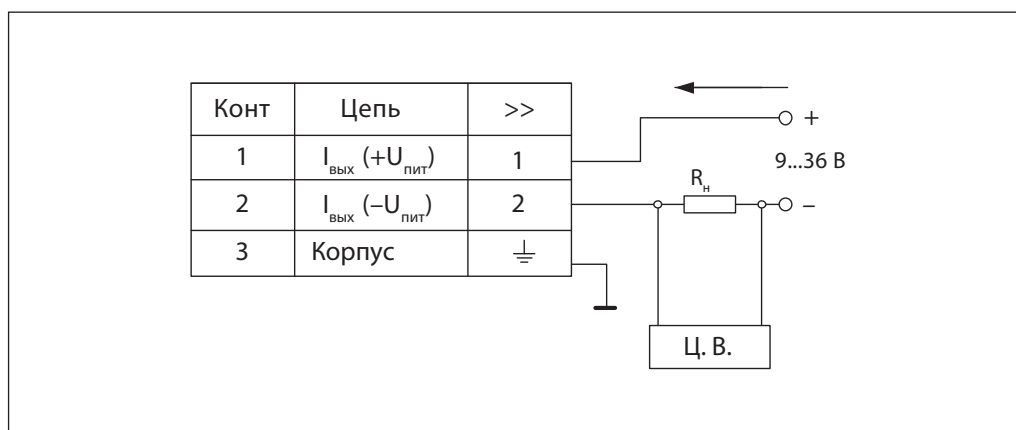 Конт Цепь >>
1 Iвых (+Uпит) 1
2 Iвых (–Uпит) 2
3 Корпус
+
9...36 В
Rн
–
Ц. В.